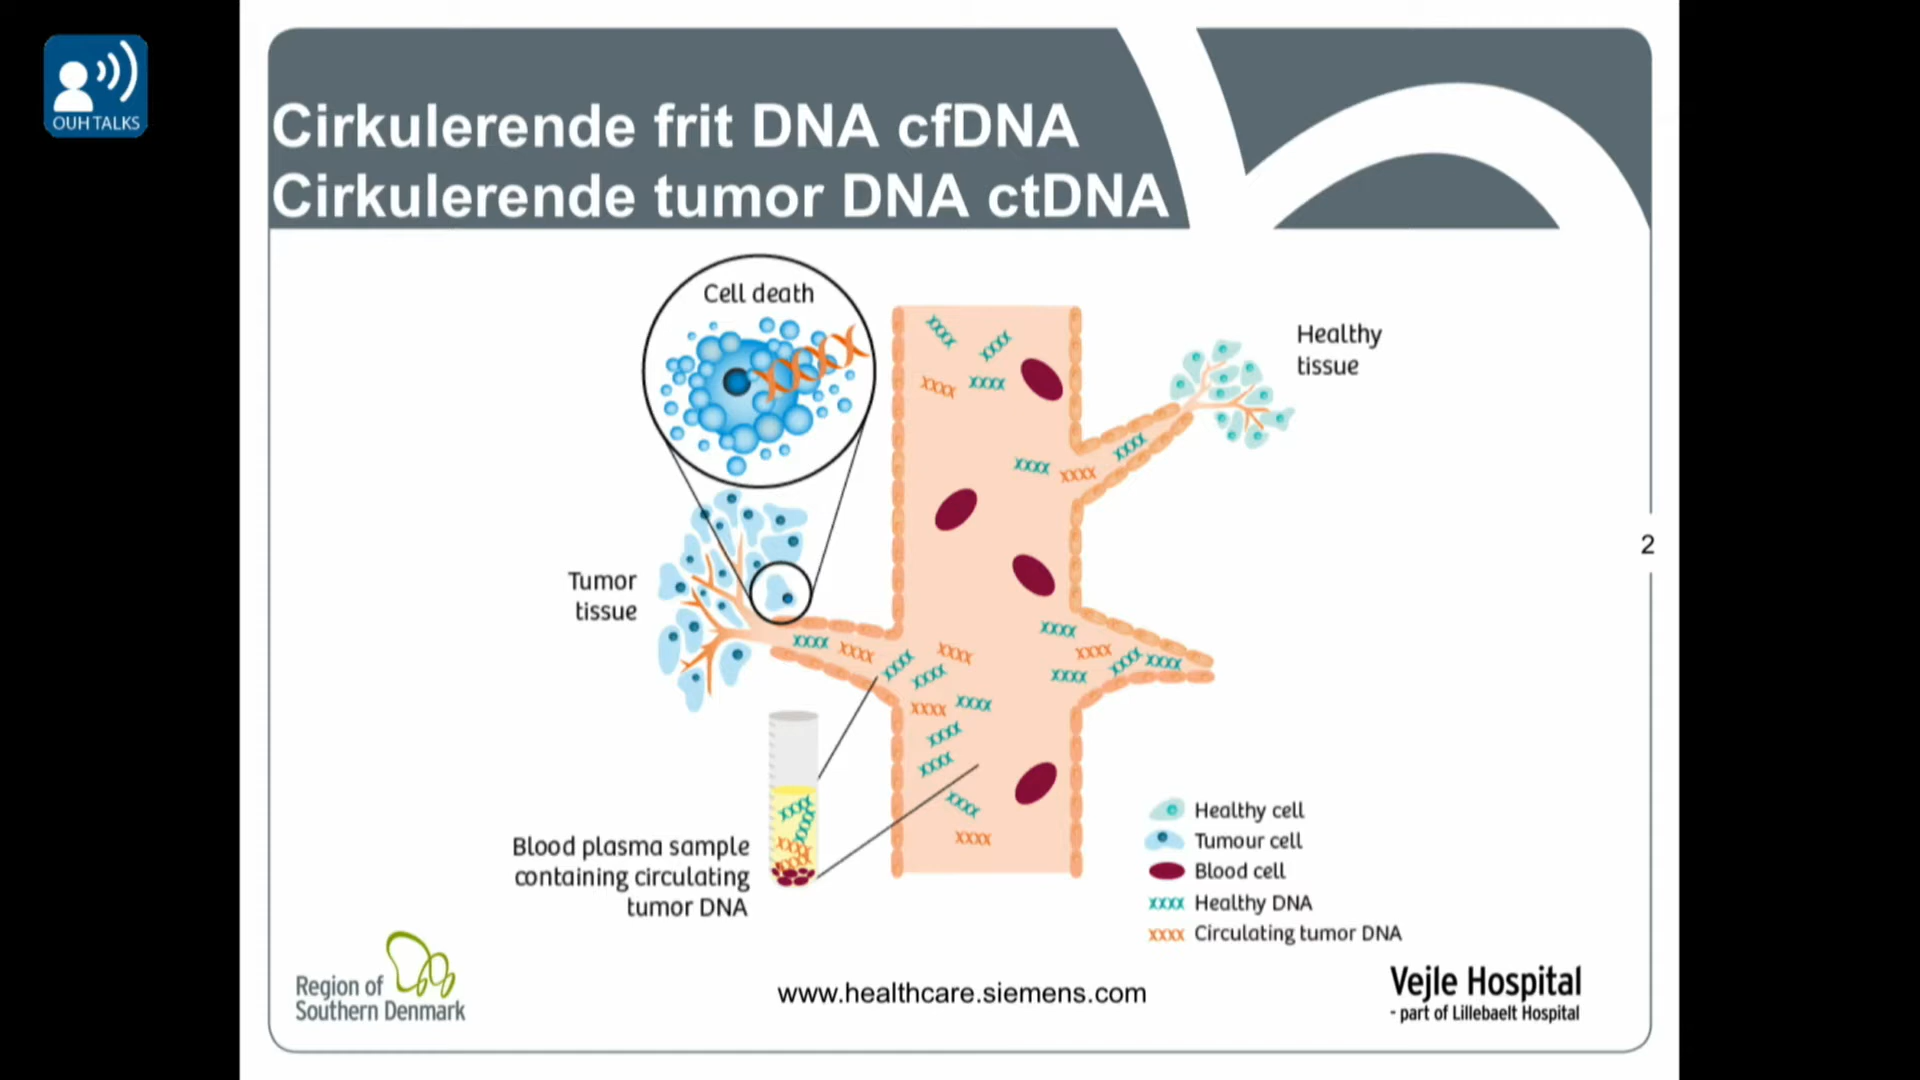 OUH TALKS
Cirkulerende frit DNA cfDNA
Cirkulerende tumor DNA ctDNA
Cell death
Healthy
tissue
2
Tumor
tissue
Blood plasma sample
containing circulating
tumor DNA
Healthy cell
Tumour cell
Blood cell
Healthy DNA
Circulating tumor DNA
Region of
Southern Denmark
www.healthcare.siemens.com
Vejle Hospital
- part of Lillebaelt Hospital